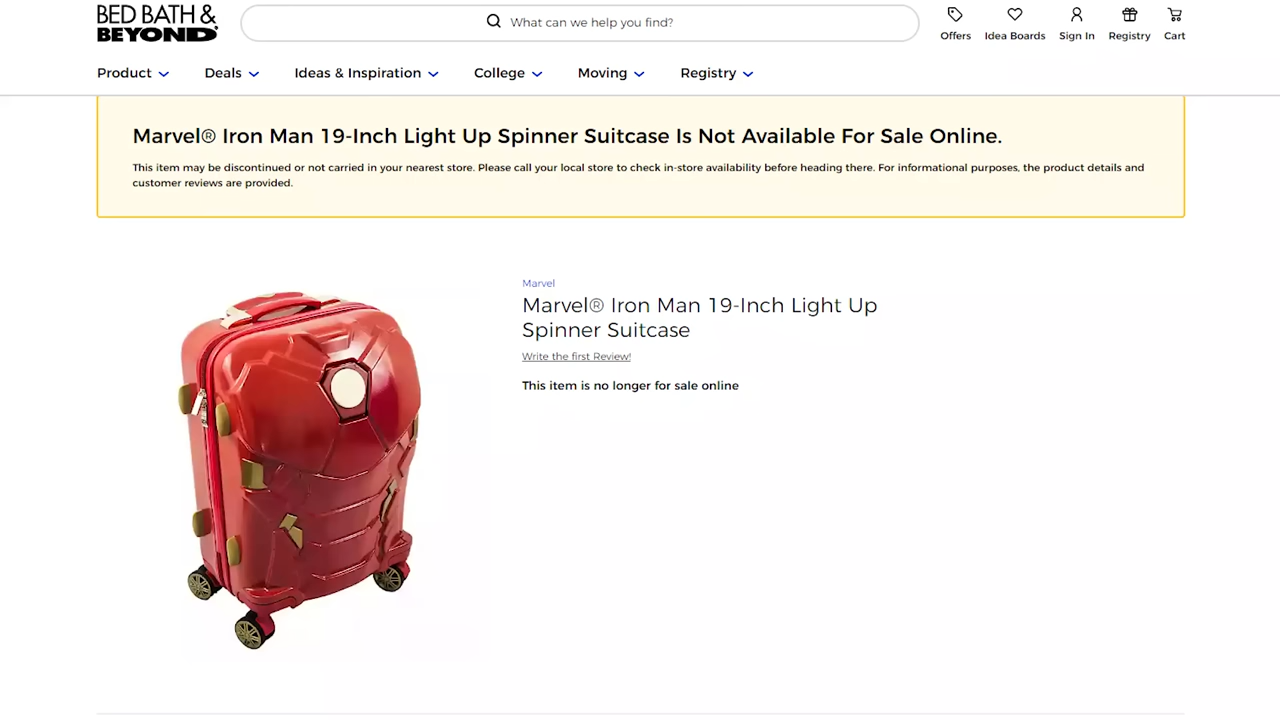 BED BATH &
BEYOND
What can we help you find?
Offers
Idea Boards
Sign In
Registry
Cart
Product
Deals
Ideas & Inspiration
College
Moving
Registry
Marvel® Iron Man 19-Inch Light Up Spinner Suitcase Is Not Available For Sale Online.
This item may be discontinued or not carried in your nearest store. Please call your local store to check in-store availability before heading there. For informational purposes, the product details and
customer reviews are provided.
Marvel
Marvel® Iron Man 19-Inch Light Up
Spinner Suitcase
Write the first Review!
This item is no longer for sale online